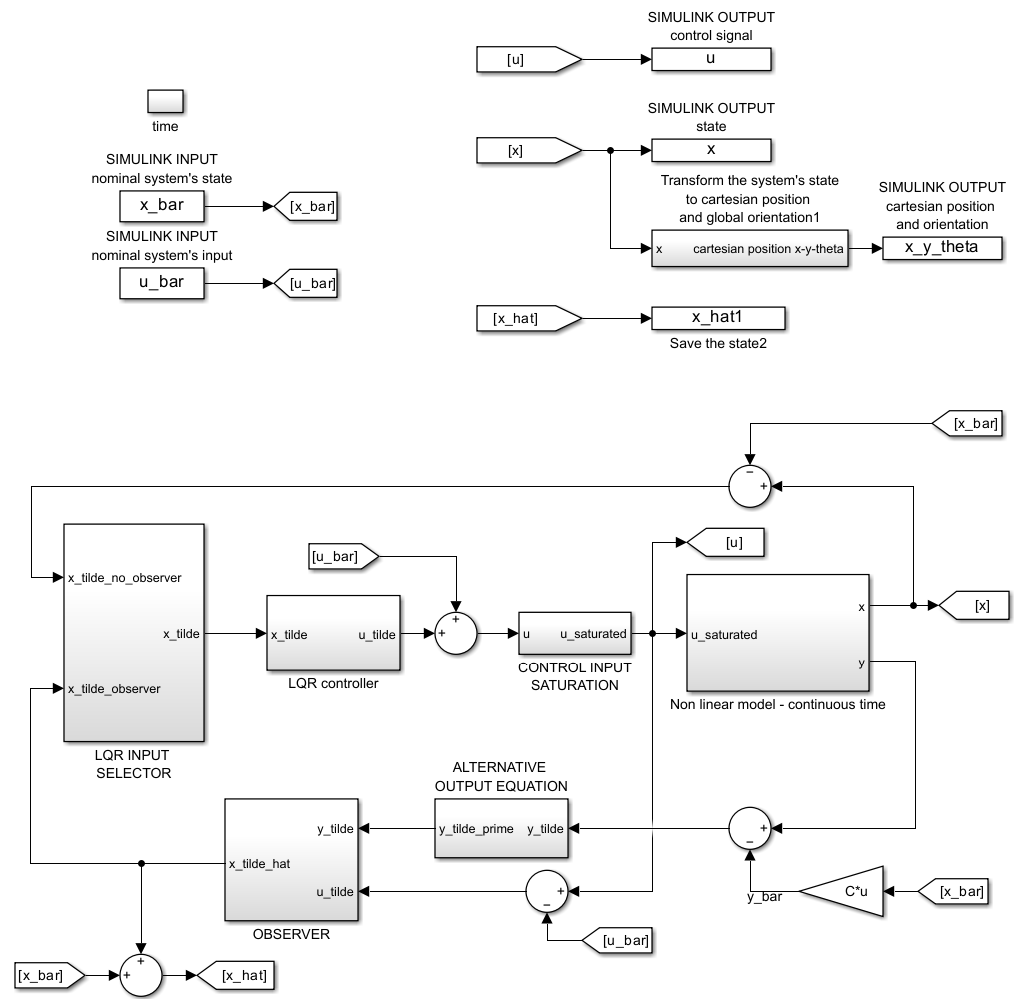 SIMULINK OUTPUT
control signal
[u]
u
time
SIMULINK INPUT
nominal system's state
x_bar
[x_bar]
SIMULINK INPUT
nominal system's input
u_bar
[u_bar]
SIMULINK OUTPUT
state
[x]
x
Transform the system's state
to cartesian position
and global orientation1
x
cartesian position x-y-theta
SIMULINK OUTPUT
cartesian position
and orientation
x_y_theta
[x_hat]
x_hat1
Save the state2
[x_bar]
−
+
x_tilde_no_observer
x_tilde
x_tilde_observer
LQR INPUT
SELECTOR
[u_bar]
x_tilde
u_tilde
LQR controller
+
+
u
u_saturated
CONTROL INPUT
SATURATION
[u]
u_saturated
x
y
Non linear model - continuous time
[x]
ALTERNATIVE
OUTPUT EQUATION
y_tilde_prime
y_tilde
+
−
y_bar
C*u
[x_bar]
y_tilde
x_tilde_hat
u_tilde
OBSERVER
+
−
[u_bar]
[x_bar]
+
+
[x_hat]